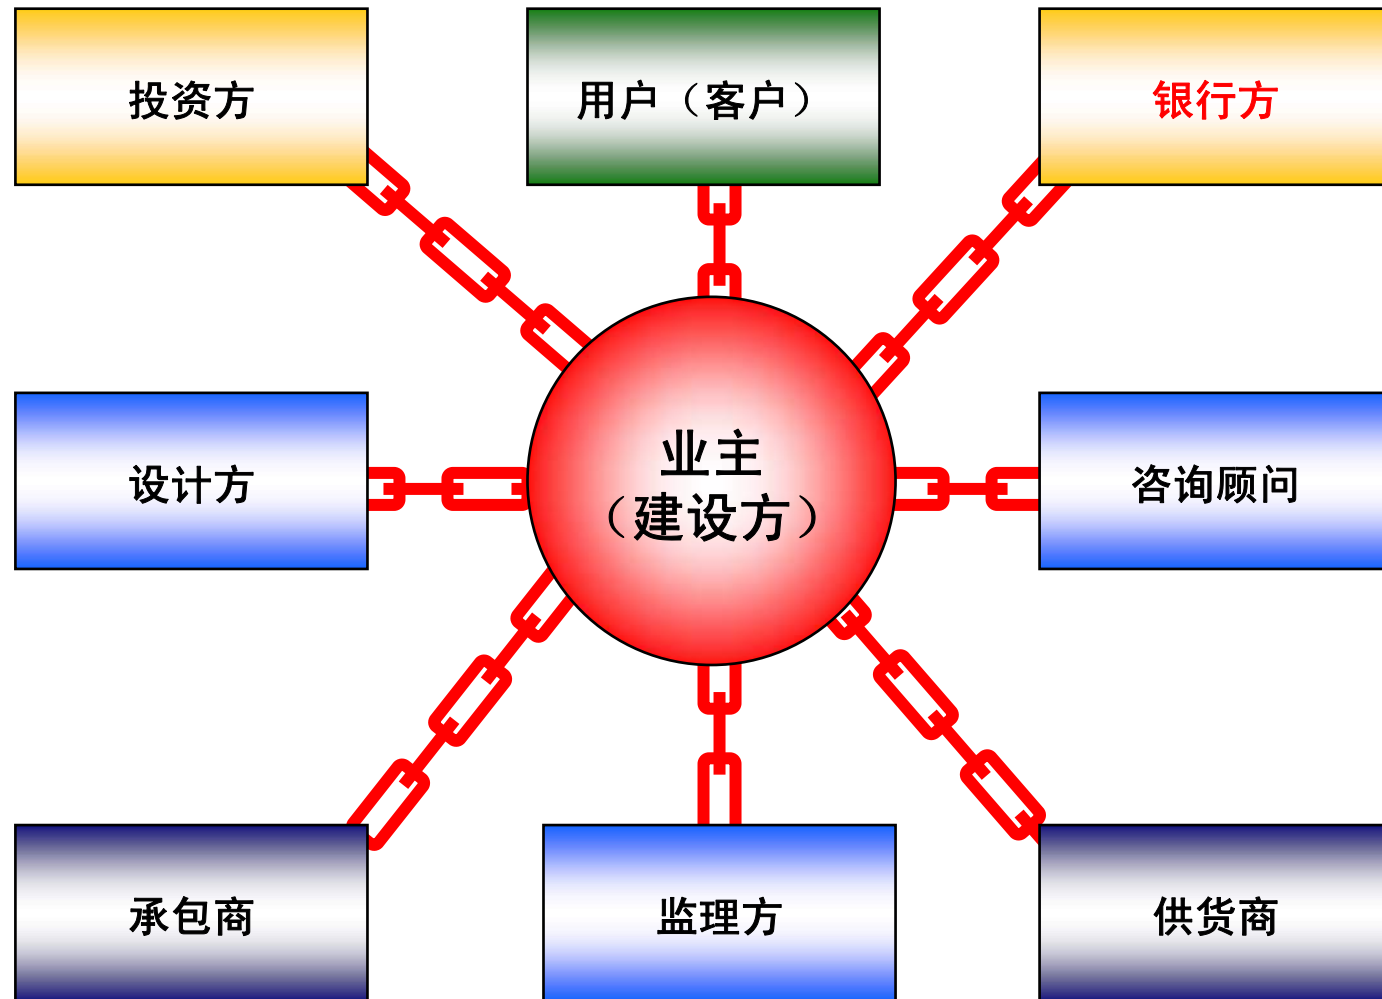 投资方
用户（客户）
银行方
设计方
业主
（建设方）
咨询顾问
承包商
监理方
供货商